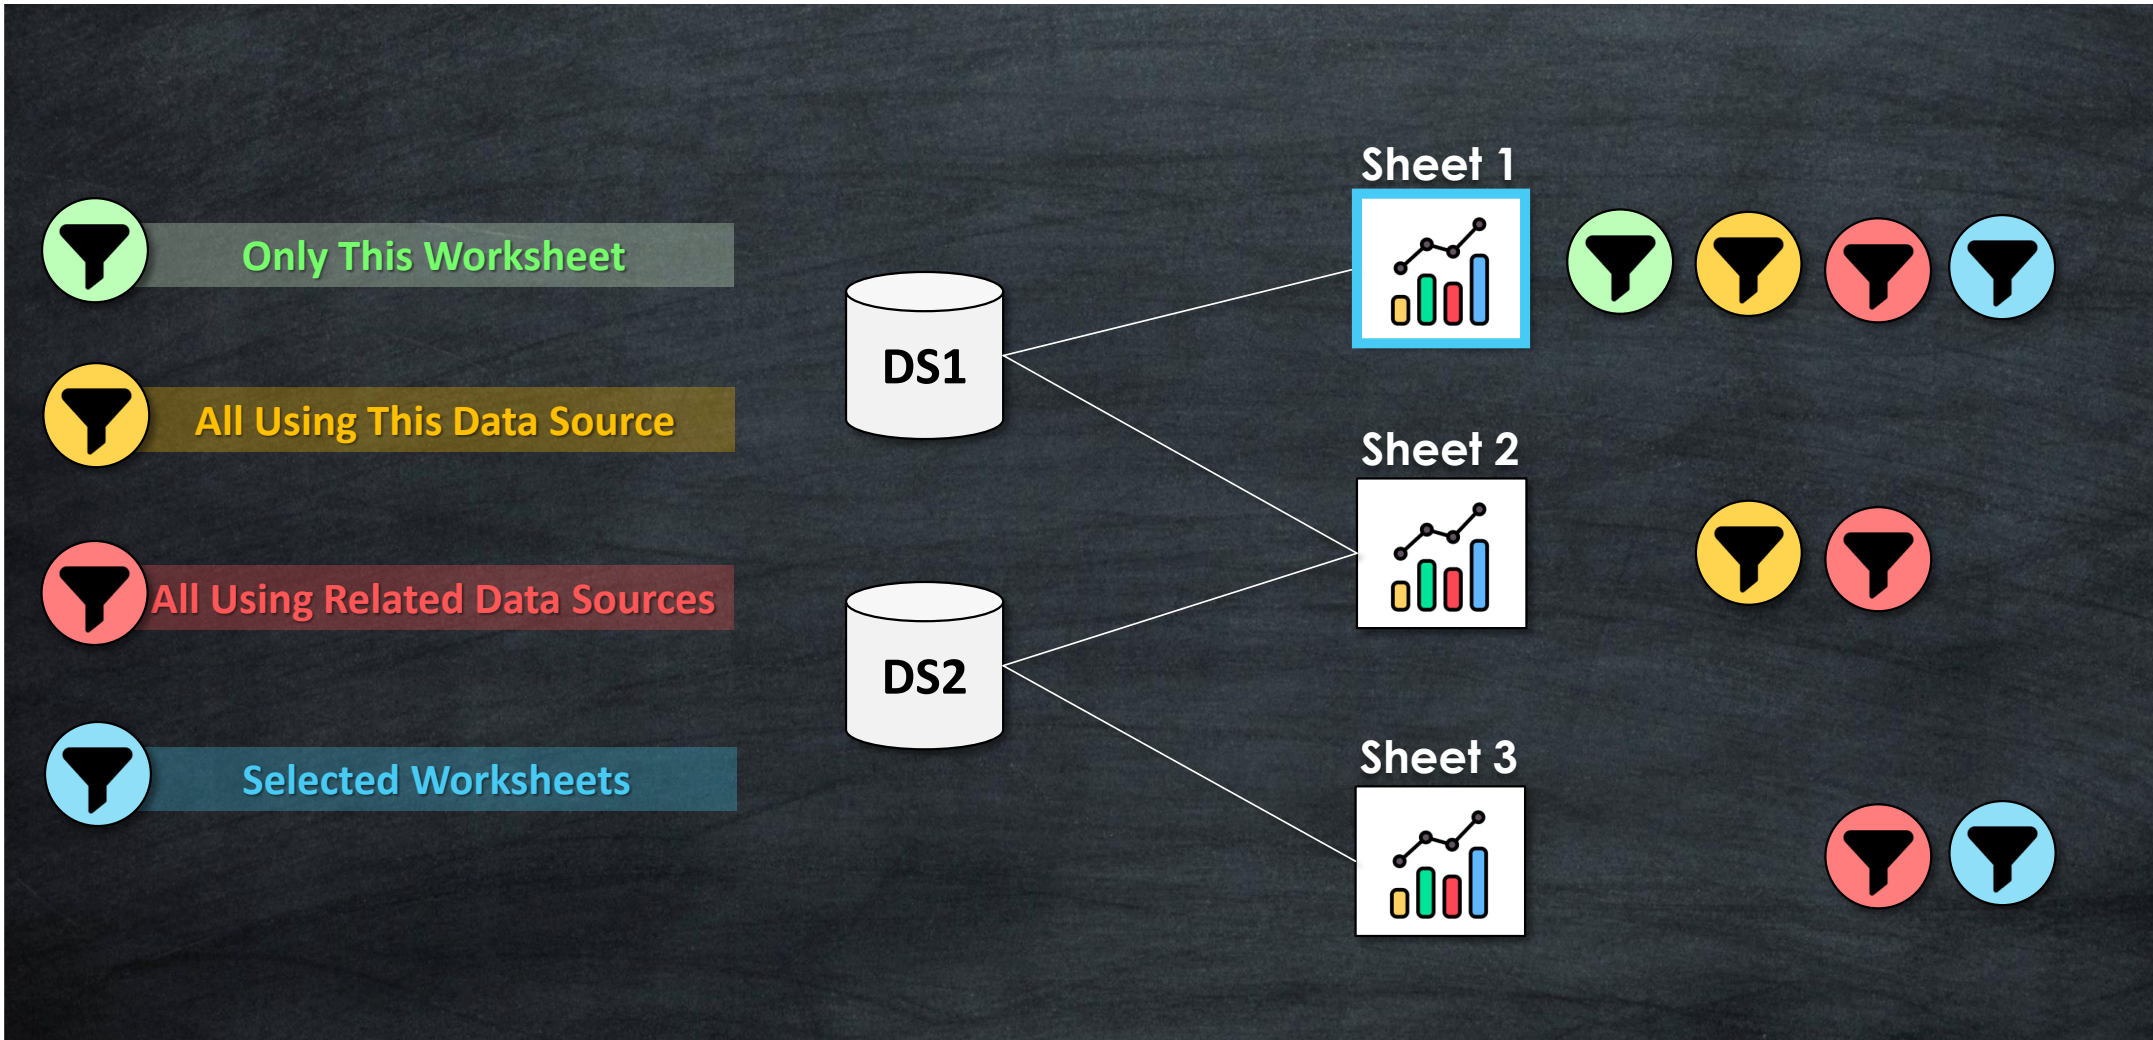 Only This Worksheet
All Using This Data Source
All Using Related Data Sources
Selected Worksheets
DS1
DS2
Sheet 1
Sheet 2
Sheet 3